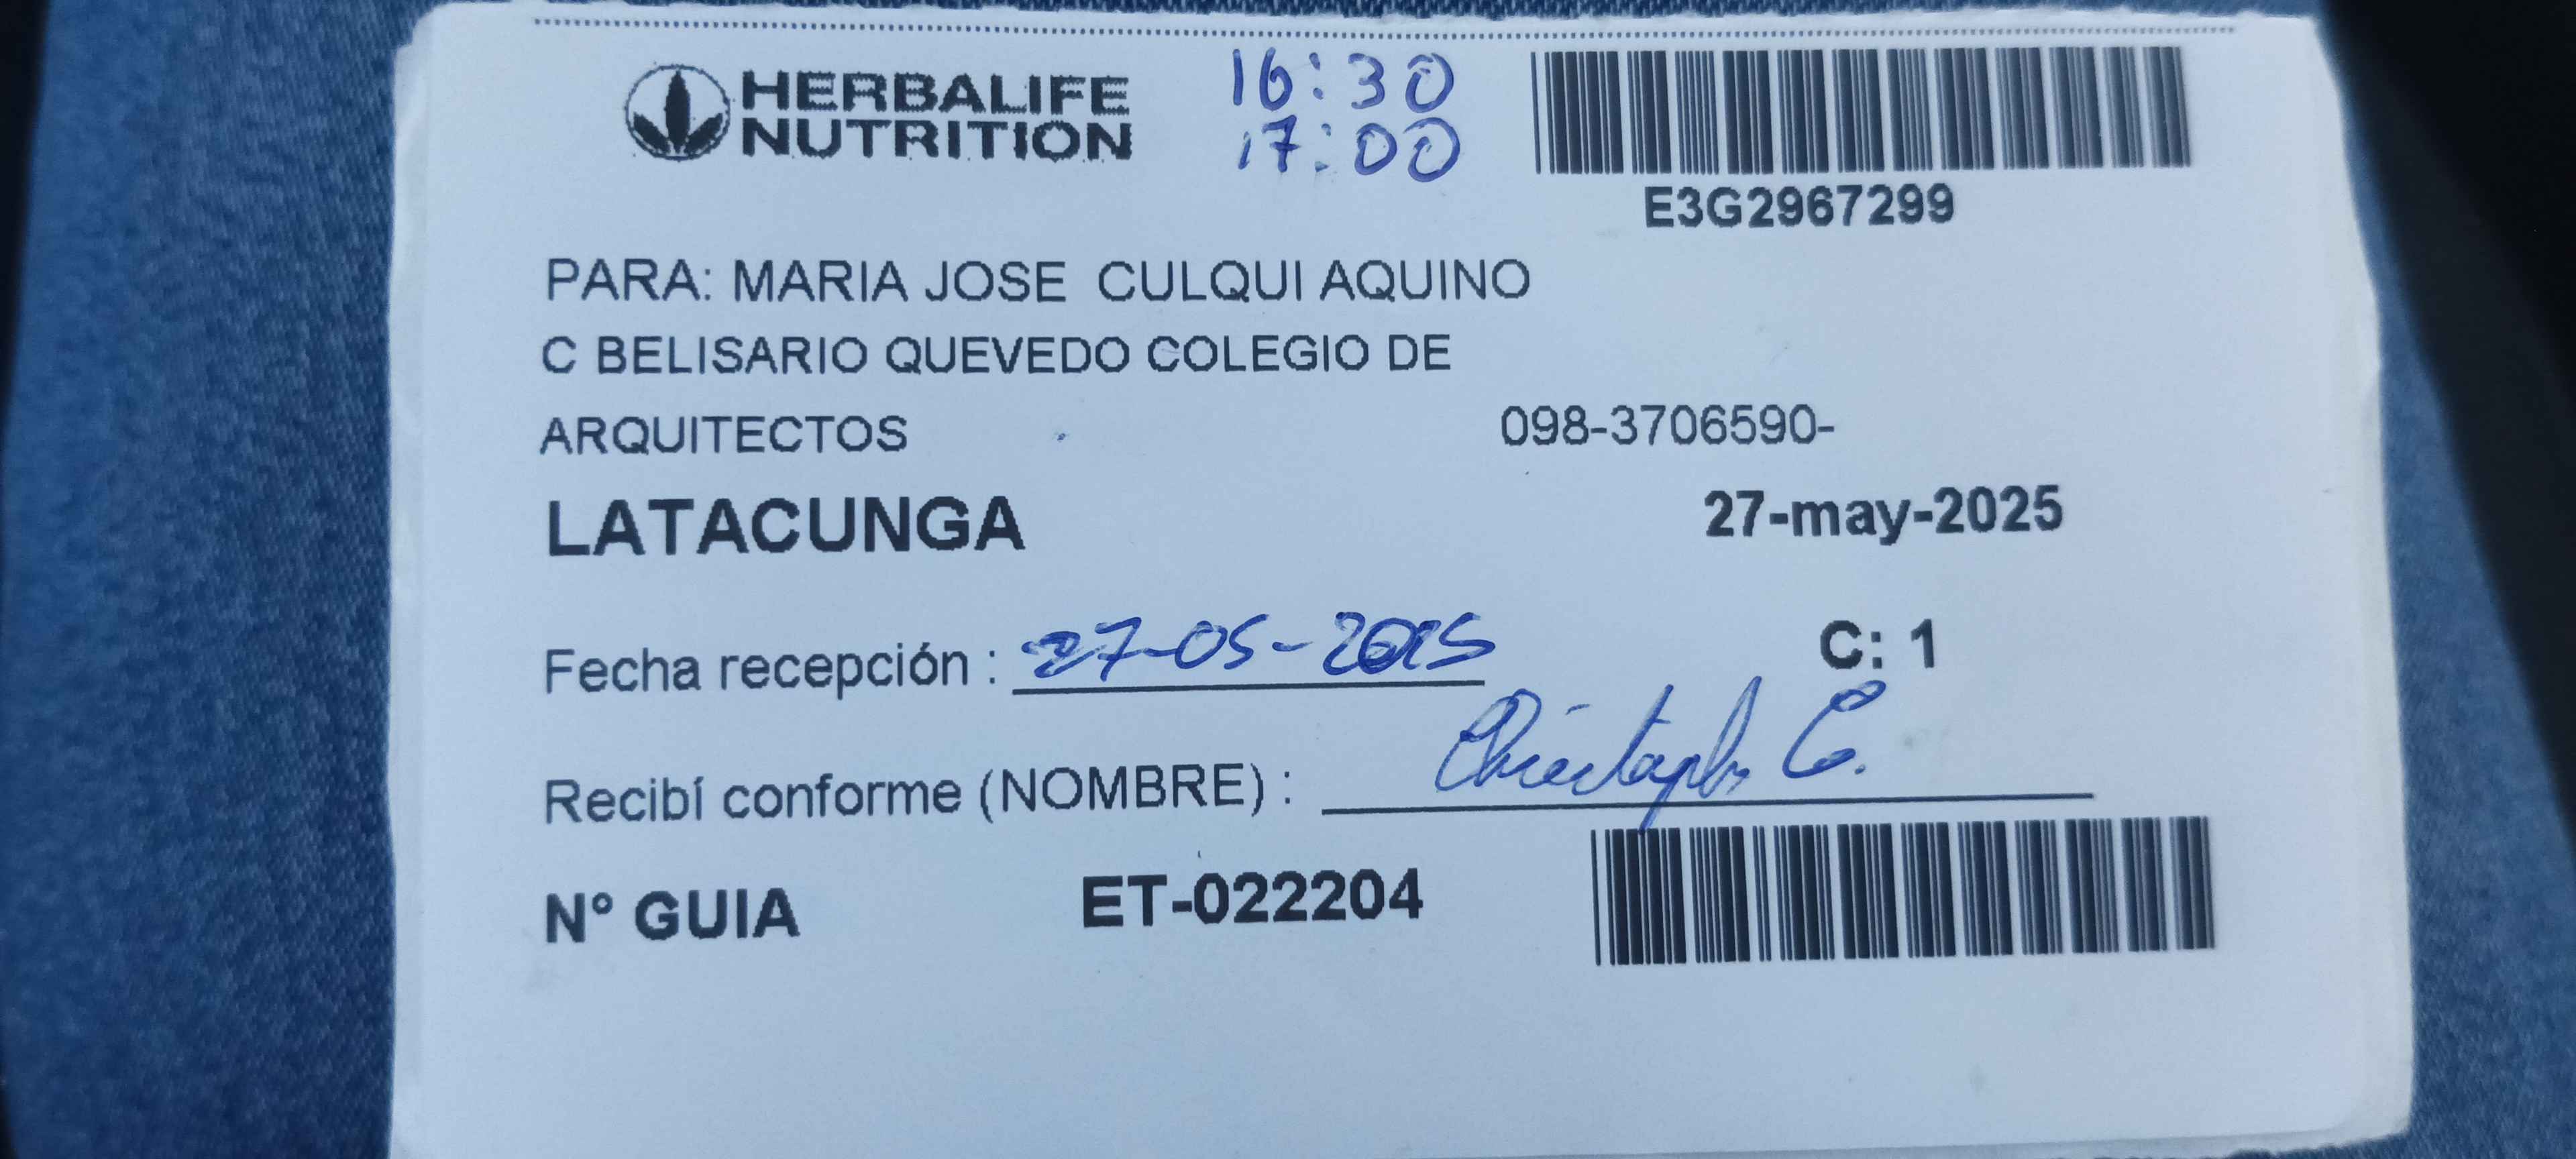 HERBALIFE
NUTRITION
16:30
17:00
E3G2967299
PARA: MARIA JOSE CULQUI AQUINO
C BELISARIO QUEVEDO COLEGIO DE
ARQUITECTOS
098-3706590-
LATACUNGA
27-may-2025
Fecha recepción : 27-05-2025
C: 1
Recibí conforme (NOMBRE) : C.
N° GUIA ET-022204